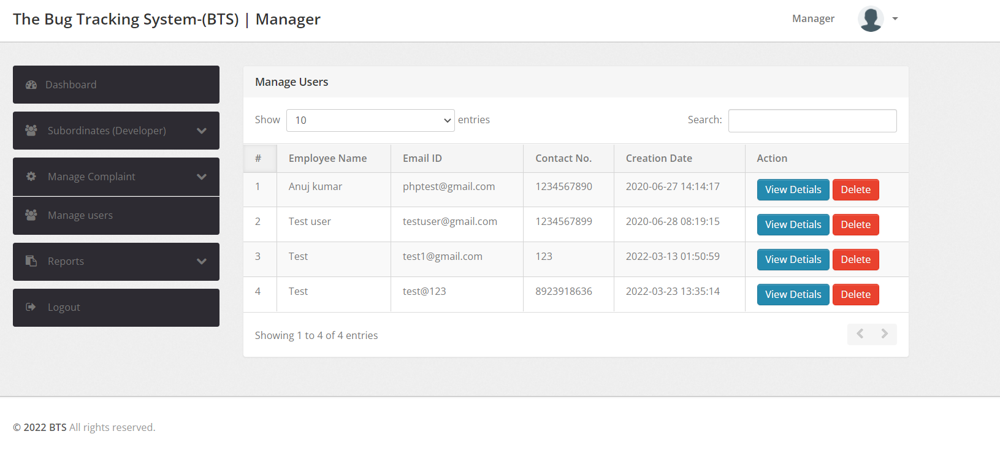 The Bug Tracking System-(BTS) | Manager
Manager
Dashboard
Subordinates (Developer)
Manage Complaint
Manage users
Reports
Logout
Manage Users
Show 10 entries
Search:
# Employee Name Email ID Contact No. Creation Date Action
1 Anuj kumar phptest@gmail.com 1234567890 2020-06-27 14:14:17 View Detials Delete
2 Test user testuser@gmail.com 1234567899 2020-06-28 08:19:15 View Detials Delete
3 Test test1@gmail.com 123 2022-03-13 01:50:59 View Detials Delete
4 Test test@123 8923918636 2022-03-23 13:35:14 View Detials Delete
Showing 1 to 4 of 4 entries
© 2022 BTS All rights reserved.